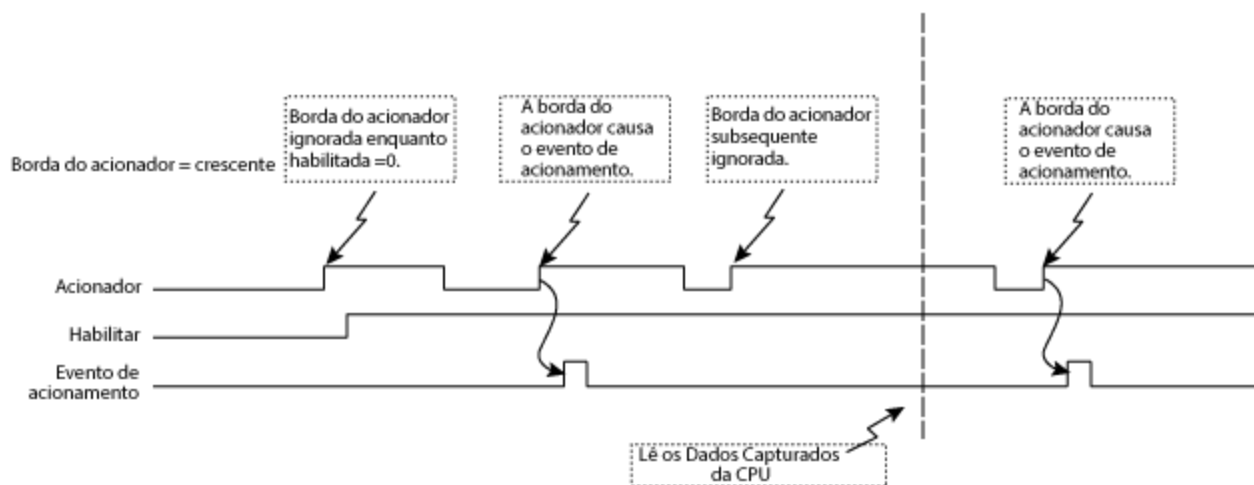 Borda do acionador = crescente
Borda do acionador
ignorada enquanto
habilitada =0.
A borda do
acionador causa
o evento de
acionamento.
Borda do acionador
subsequente
ignorada.
A borda do
acionador causa
o evento de
acionamento.
Acionador
Habilitar
Evento de
acionamento
Lê os Dados Capturados
da CPU